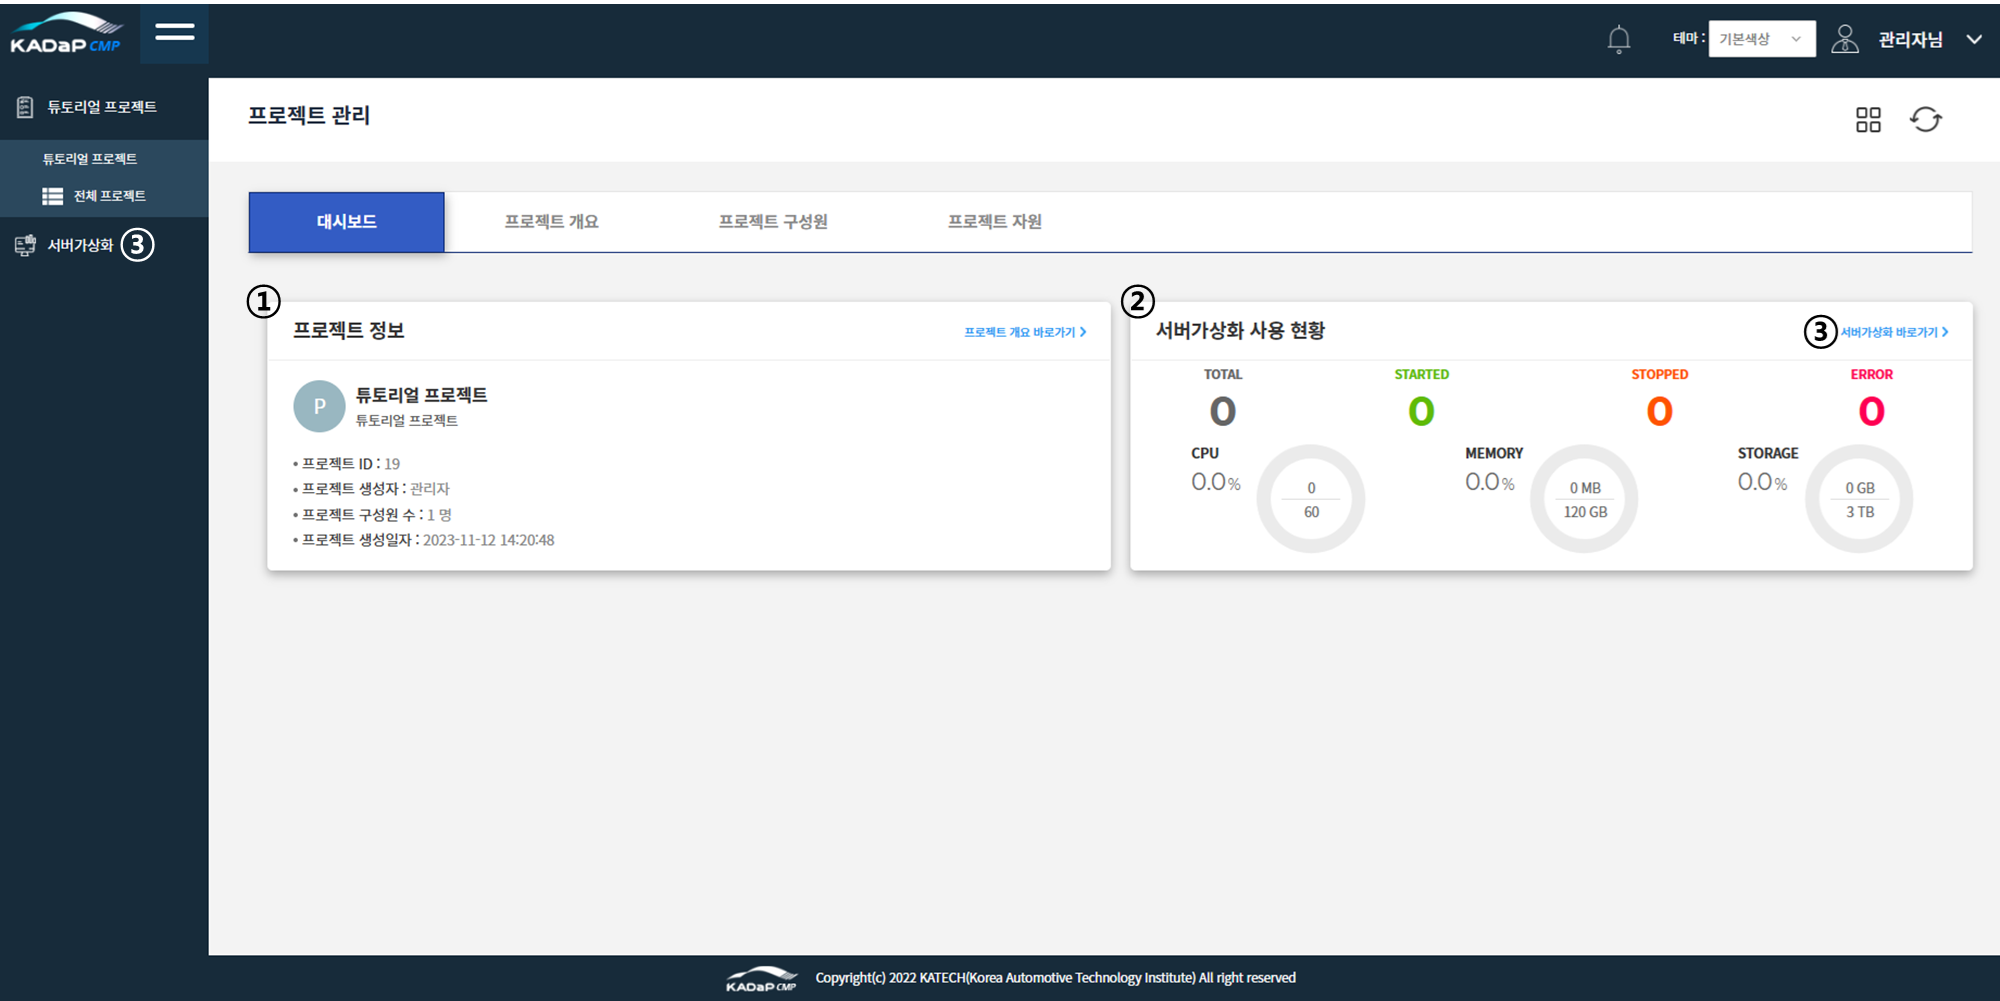 KADaP CMP
테마 :
기본색상
관리자님
튜토리얼 프로젝트
튜토리얼 프로젝트
전체 프로젝트
서버가상화 ③
프로젝트 관리
대시보드
프로젝트 개요
프로젝트 구성원
프로젝트 자원
①
프로젝트 정보
프로젝트 개요 바로가기 >
P
튜토리얼 프로젝트
튜토리얼 프로젝트
• 프로젝트 ID : 19
• 프로젝트 생성자 : 관리자
• 프로젝트 구성원 수 : 1 명
• 프로젝트 생성일자 : 2023-11-12 14:20:48
②
서버가상화 사용 현황
③ 서버가상화 바로가기 >
TOTAL
0
STARTED
0
STOPPED
0
ERROR
0
CPU
0.0 %
0
60
MEMORY
0.0 %
0 MB
120 GB
STORAGE
0.0 %
0 GB
3 TB
KADaP CMP
Copyright(c) 2022 KATECH(Korea Automotive Technology Institute) All right reserved